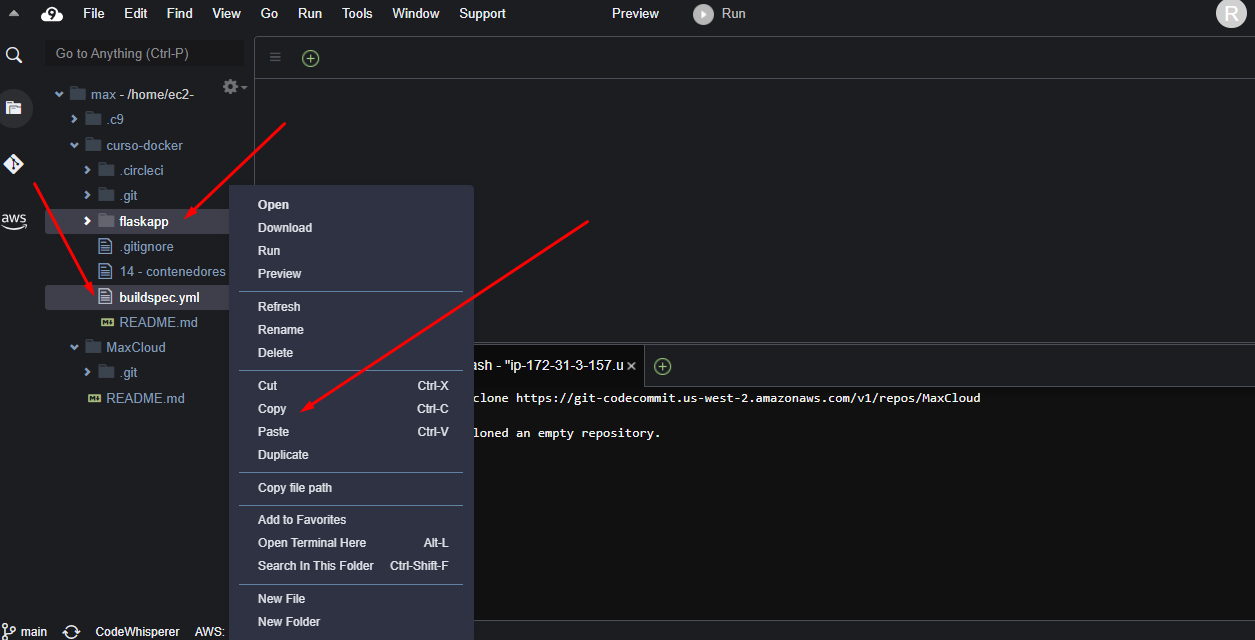 9 File Edit Find View Go Run Tools Window Support Preview Run R
Go to Anything (Ctrl-P)
max - /home/ec2-
.c9
curso-docker
.circleci
.git
flaskapp
.gitignore
14 - contenedores
buildspec.yml
README.md
MaxCloud
.git
README.md
aws
Open
Download
Run
Preview
Refresh
Rename
Delete
Cut Ctrl-X
Copy Ctrl-C
Paste Ctrl-V
Duplicate
Copy file path
Add to Favorites
Open Terminal Here Alt-L
Search In This Folder Ctrl-Shift-F
New File
New Folder
ash - "ip-172-31-3-157.u ×
clone https://git-codecommit.us-west-2.amazonaws.com/v1/repos/MaxCloud
loned an empty repository.
main CodeWhisperer AWS: